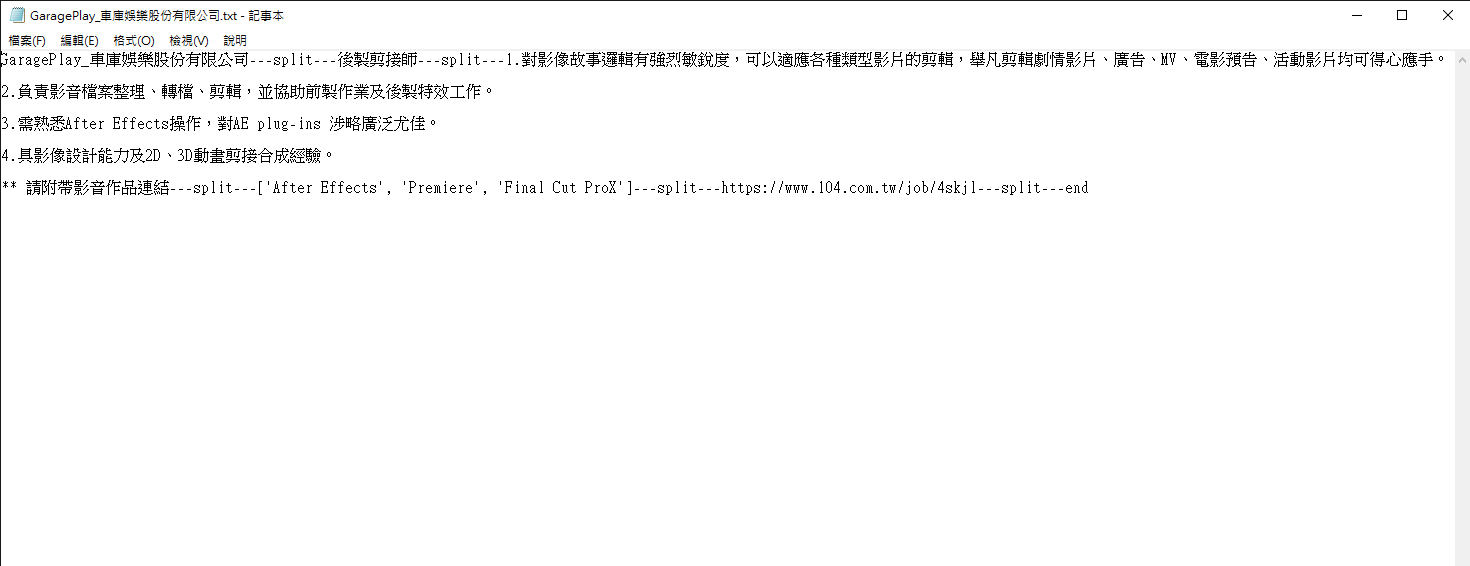 GaragePlay_車庫娛樂股份有限公司.txt - 記事本
檔案(F) 編輯(E) 格式(O) 檢視(V) 說明
GaragePlay_車庫娛樂股份有限公司---split---後製剪接師---split---1.對影像故事邏輯有強烈敏銳度，可以適應各種類型影片的剪輯，舉凡剪輯劇情影片、廣告、MV、電影預告、活動影片均可得心應手。
2.負責影音檔案整理、轉檔、剪輯，並協助前製作業及後製特效工作。
3.需熟悉After Effects操作，對AE plug-ins 涉略廣泛尤佳。
4.具影像設計能力及2D、3D動畫剪接合成經驗。
** 請附帶影音作品連結---split---['After Effects', 'Premiere', 'Final Cut ProX']---split---https://www.104.com.tw/job/4skjl---split---end